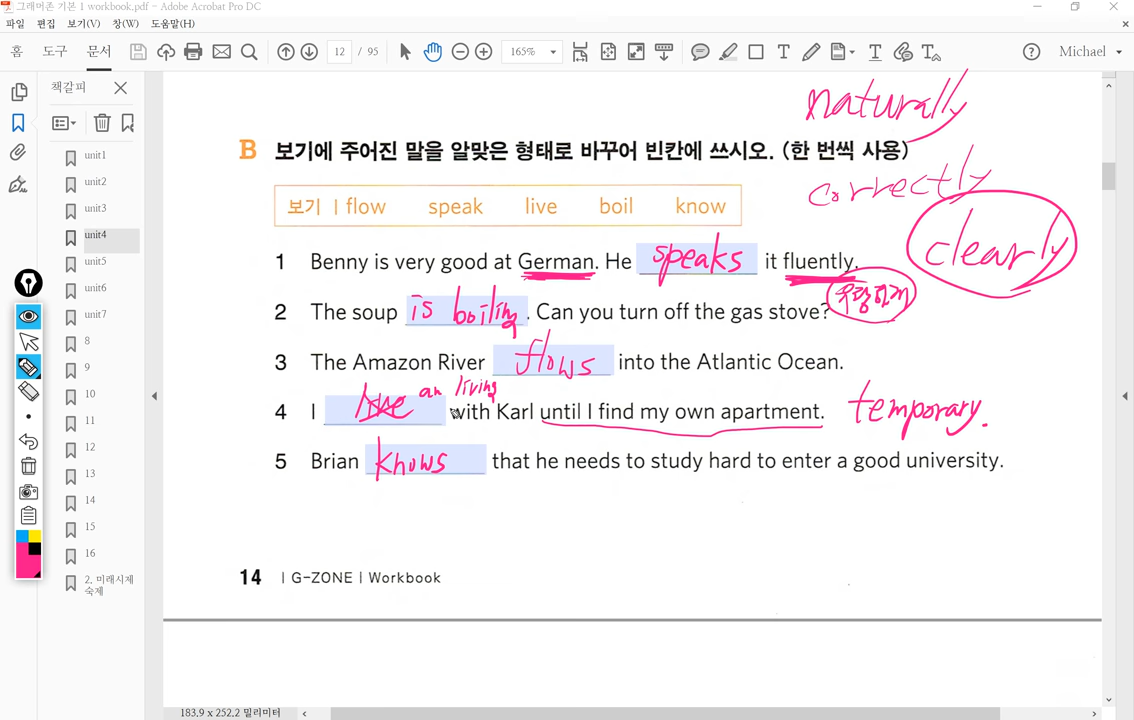 그래머존 기본 1 workbook.pdf - Adobe Acrobat Pro DC
파일 편집 보기(V) 창(W) 도움말(H)
홈 도구 문서 12 / 95 165% Michael
책갈피
unit1
unit2
unit3
unit4
unit5
unit6
unit7
8
9
10
11
12
13
14
15
16
2, 미래시제
숙제
naturally
B 보기에 주어진 말을 알맞은 형태로 바꾸어 빈칸에 쓰시오. (한 번씩 사용)
correctly
보기 | flow speak live boil know
clearly
1 Benny is very good at German. He speaks it fluently.
유창하게
2 The soup is boiling. Can you turn off the gas stove?
3 The Amazon River flows into the Atlantic Ocean.
am living
4 I live with Karl until I find my own apartment. temporary.
5 Brian knows that he needs to study hard to enter a good university.
14 | G-ZONE | Workbook
183,9 x 252,2 밀리미터